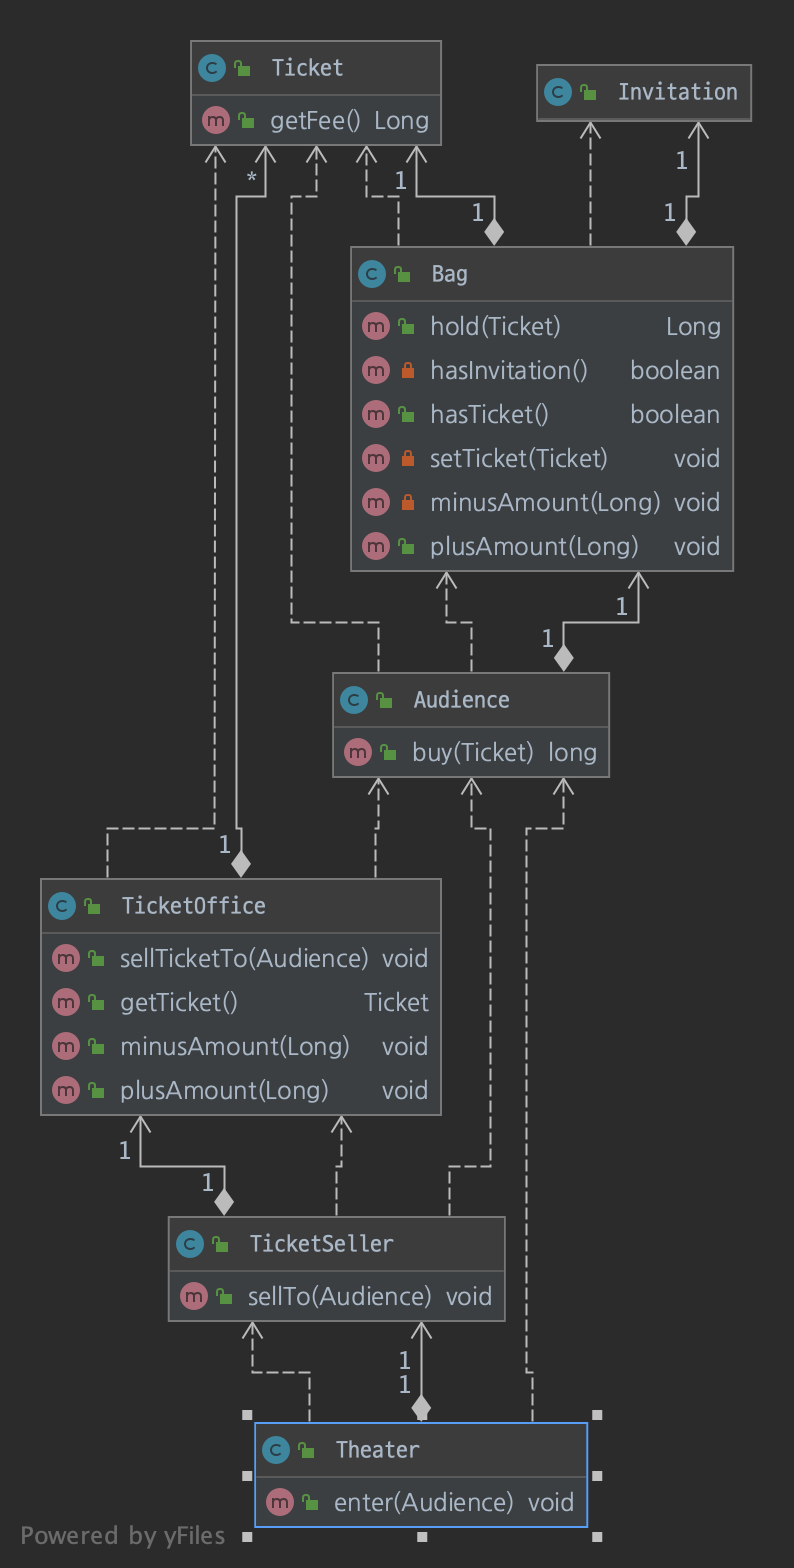 Ticket
getFee() Long
Invitation
*
1
1
1
1
Bag
hold(Ticket) Long
hasInvitation() boolean
hasTicket() boolean
setTicket(Ticket) void
minusAmount(Long) void
plusAmount(Long) void
1
1
Audience
buy(Ticket) long
1
TicketOffice
sellTicketTo(Audience) void
getTicket() Ticket
minusAmount(Long) void
plusAmount(Long) void
1
1
TicketSeller
sellTo(Audience) void
1
1
Theater
enter(Audience) void
Powered by yFiles